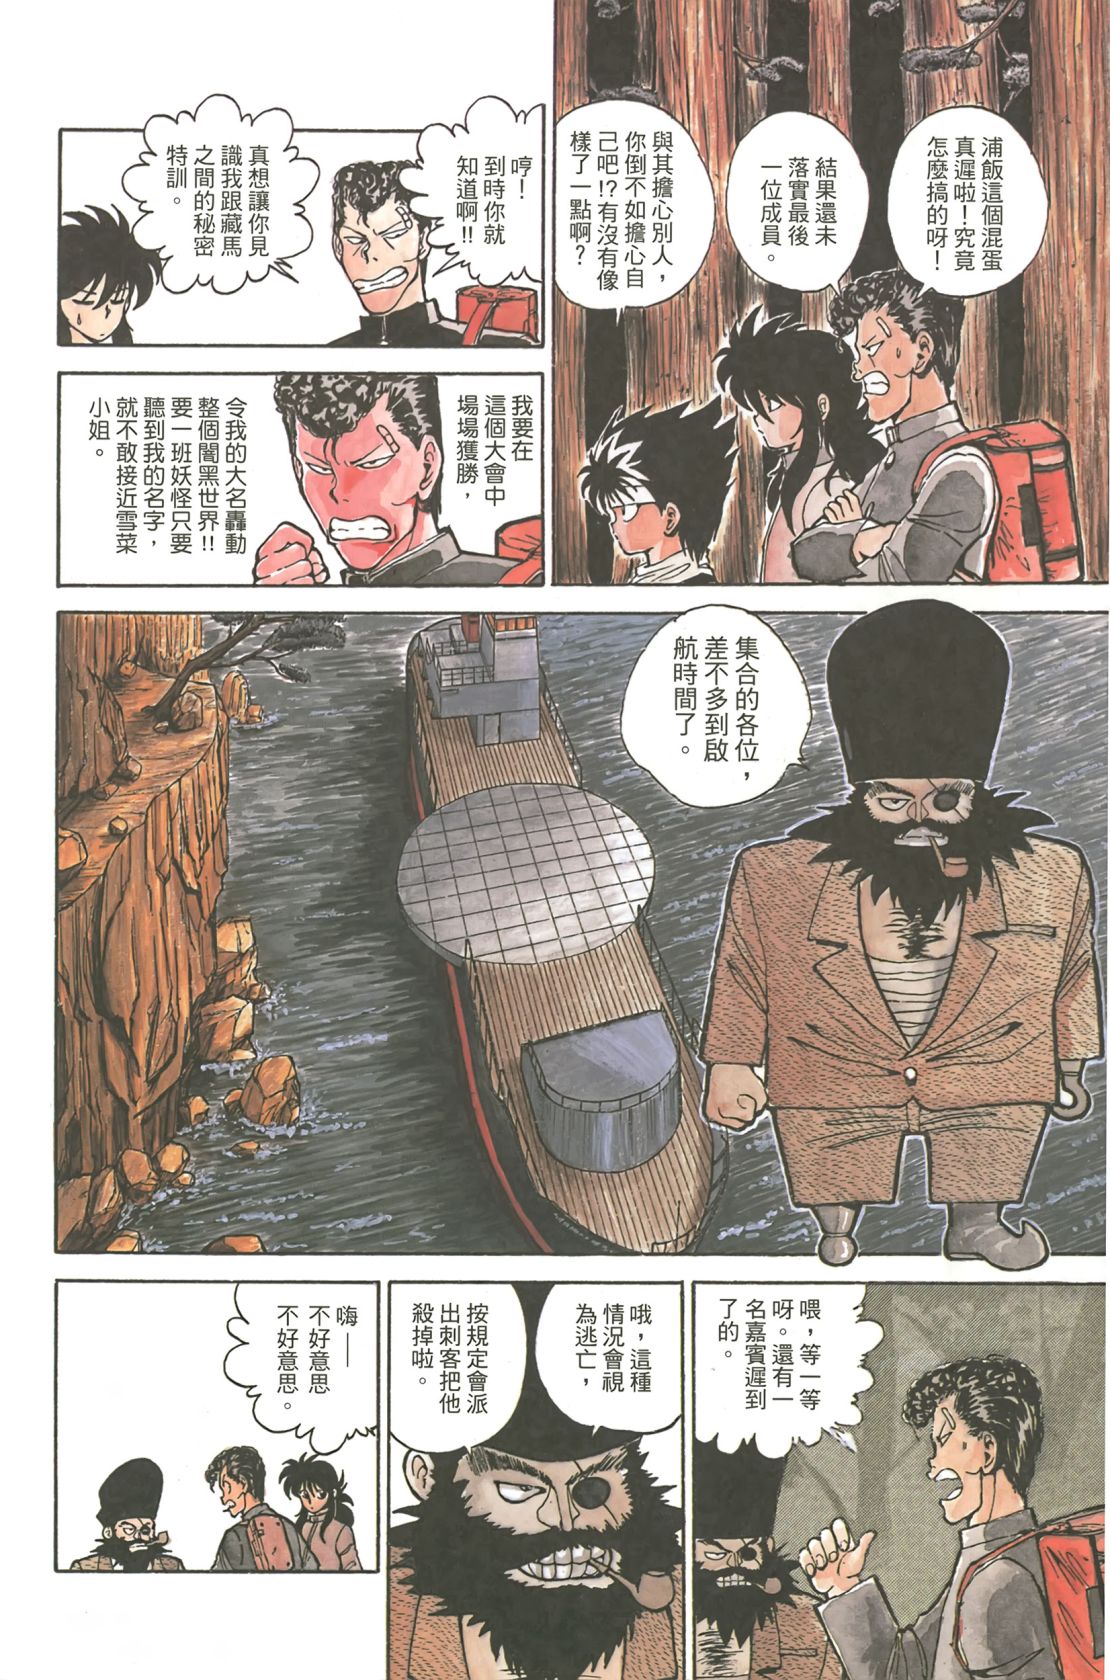 浦飯這個混蛋
真遲啦！究竟
怎麼搞的呀！
結果還未
落實最後
一位成員。
與其擔心別人，
你倒不如擔心自
己吧!?有沒有像
樣了一點啊？
哼！
到時你就
知道啊!!
真想讓你見
識我跟藏馬
之間的秘密
特訓。
我要在
這個大會中
場場獲勝，
令我的大名轟動
整個闇黑世界!!
要一班妖怪只要
聽到我的名字，
就不敢接近雪菜
小姐。
集合的各位，
差不多到啟
航時間了。
喂，等一等
呀。還有一
名嘉賓遲到
了的。
哦，這種
情況會視
為逃亡，
按規定會派
出刺客把他
殺掉啦。
嗨——
不好意思
不好意思。